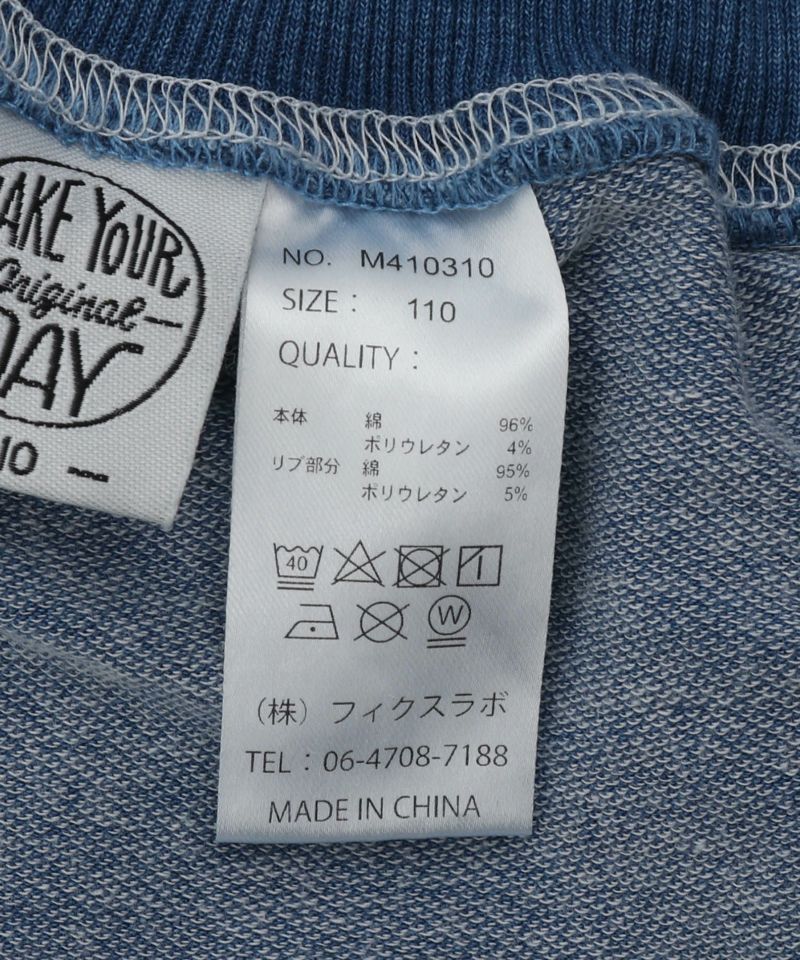 YOUR
Original
10
NO. M410310
SIZE : 110
QUALITY :
本体 綿 96%
ポリウレタン 4%
リブ部分 綿 95%
ポリウレタン 5%
40
W
(株) フィクスラボ
TEL : 06-4708-7188
MADE IN CHINA